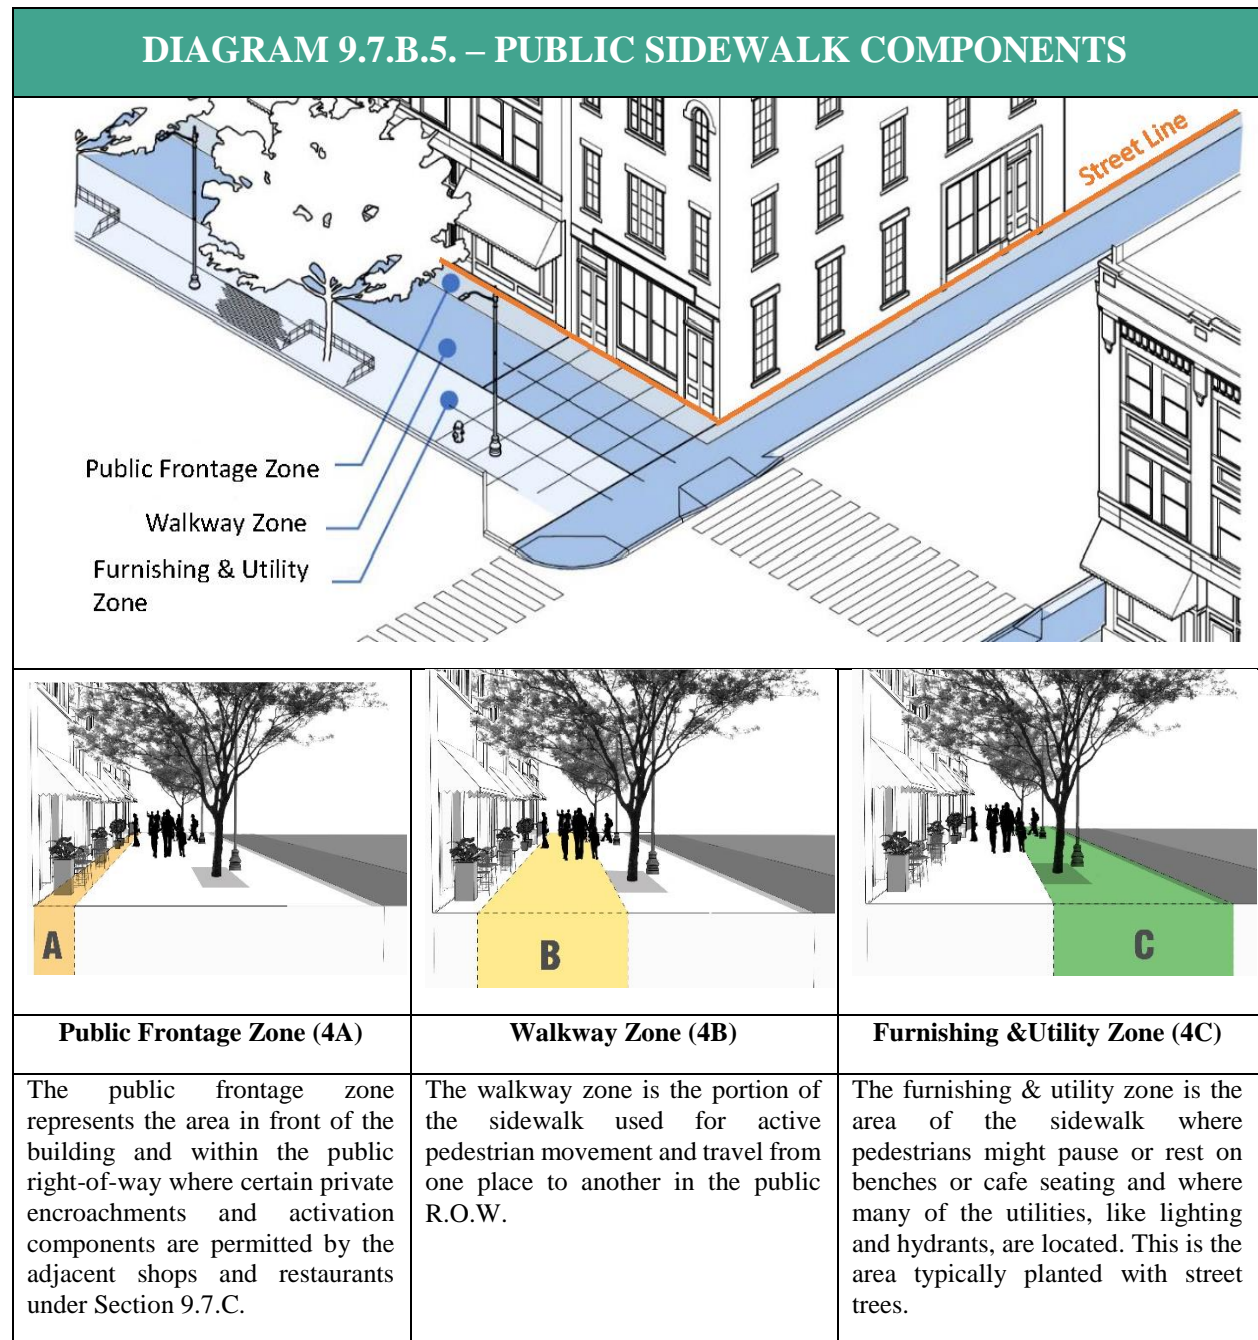 DIAGRAM 9.7.B.5. – PUBLIC SIDEWALK COMPONENTS
Street Line
Public Frontage Zone
Walkway Zone
Furnishing & Utility
Zone
A
B
C
Public Frontage Zone (4A)
Walkway Zone (4B)
Furnishing &Utility Zone (4C)
The public frontage zone
represents the area in front of the
building and within the public
right-of-way where certain private
encroachments and activation
components are permitted by the
adjacent shops and restaurants
under Section 9.7.C.
The walkway zone is the portion of
the sidewalk used for active
pedestrian movement and travel from
one place to another in the public
R.O.W.
The furnishing & utility zone is the
area of the sidewalk where
pedestrians might pause or rest on
benches or cafe seating and where
many of the utilities, like lighting
and hydrants, are located. This is the
area typically planted with street
trees.